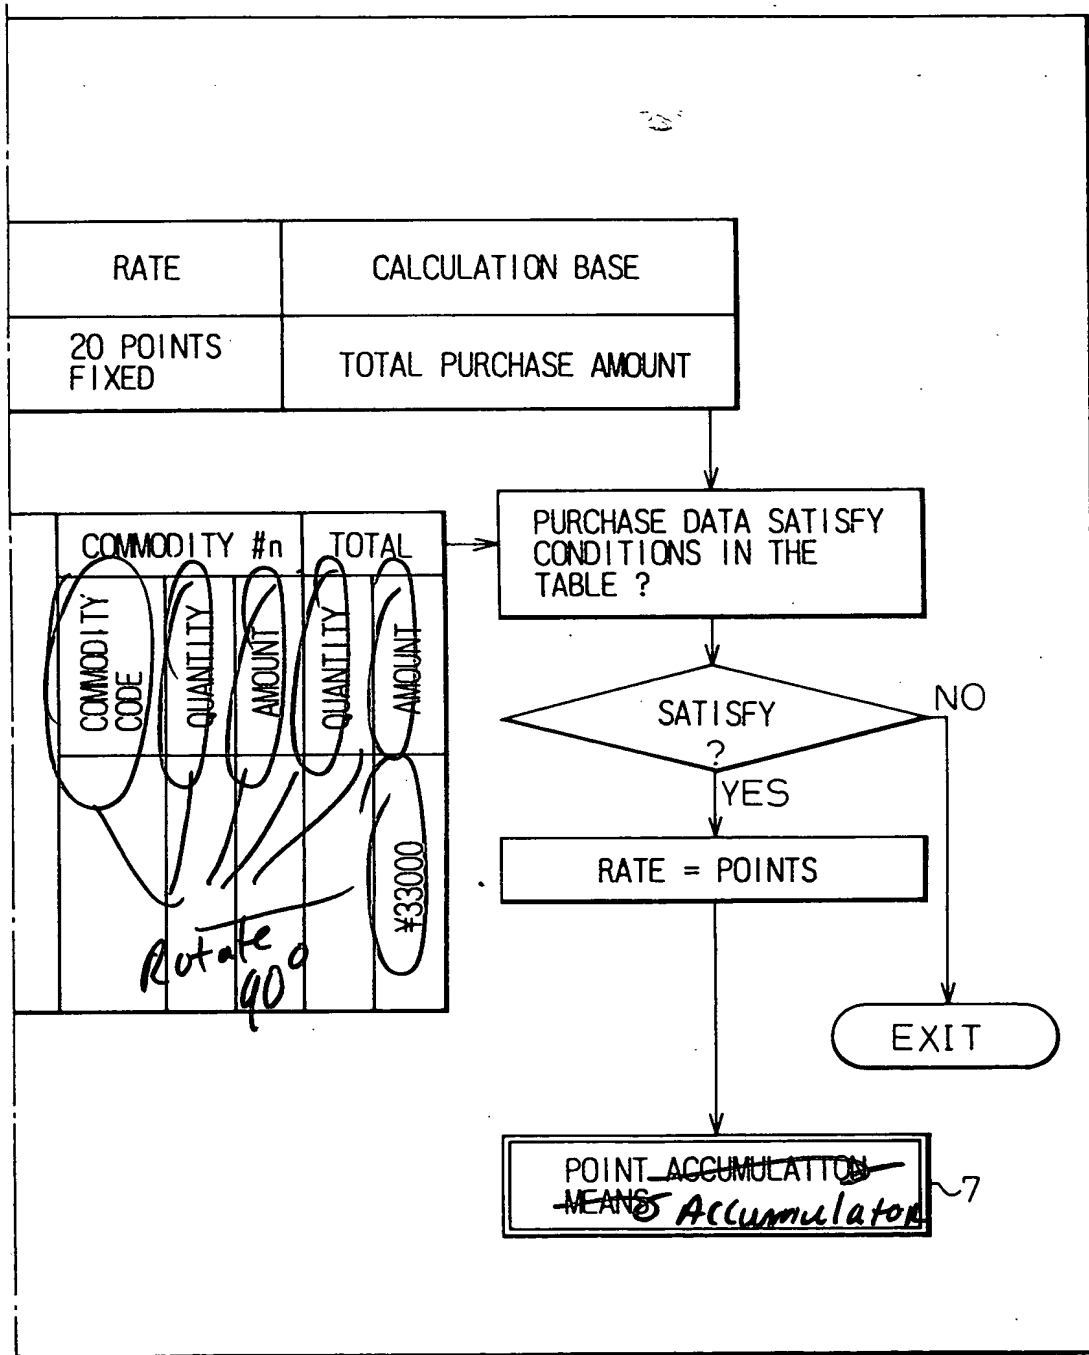 RATE
CALCULATION BASE
20 POINTS
FIXED
TOTAL PURCHASE AMOUNT
COMMODITY #n
TOTAL
COMMODITY
CODE
QUANTITY
AMOUNT
QUANTITY
AMOUNT
¥33000
Rotate
90°
PURCHASE DATA SATISFY
CONDITIONS IN THE
TABLE ?
SATISFY
?
NO
YES
RATE = POINTS
EXIT
POINT ACCUMULATION
MEANS Accumulator
7